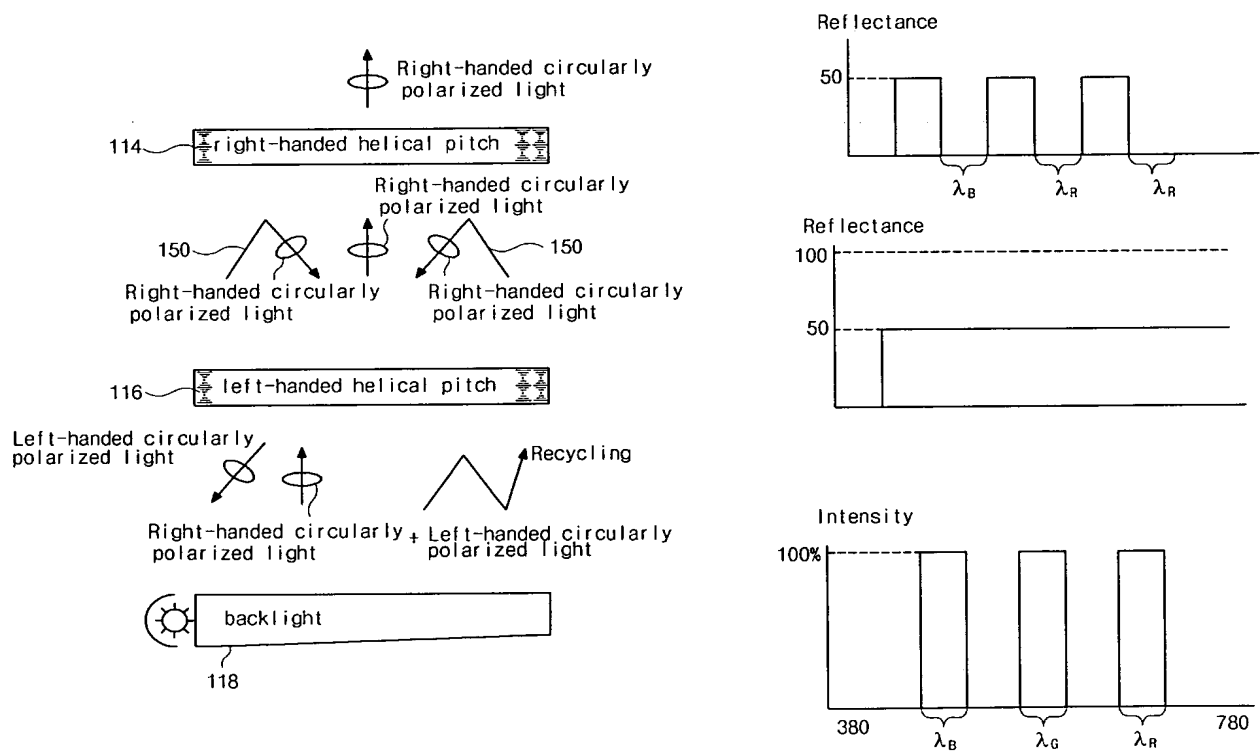 Right-handed circularly
polarized light
114
right-handed helical pitch
Right-handed circularly
polarized light
150
150
Right-handed circularly
polarized light
Right-handed circularly
polarized light
116
left-handed helical pitch
Left-handed circularly
polarized light
Recycling
Right-handed circularly
polarized light
+ Left-handed circularly
polarized light
backlight
118
Reflectance
50
λB
λR
λR
Reflectance
100
50
Intensity
100%
380
λB
λG
λR
780